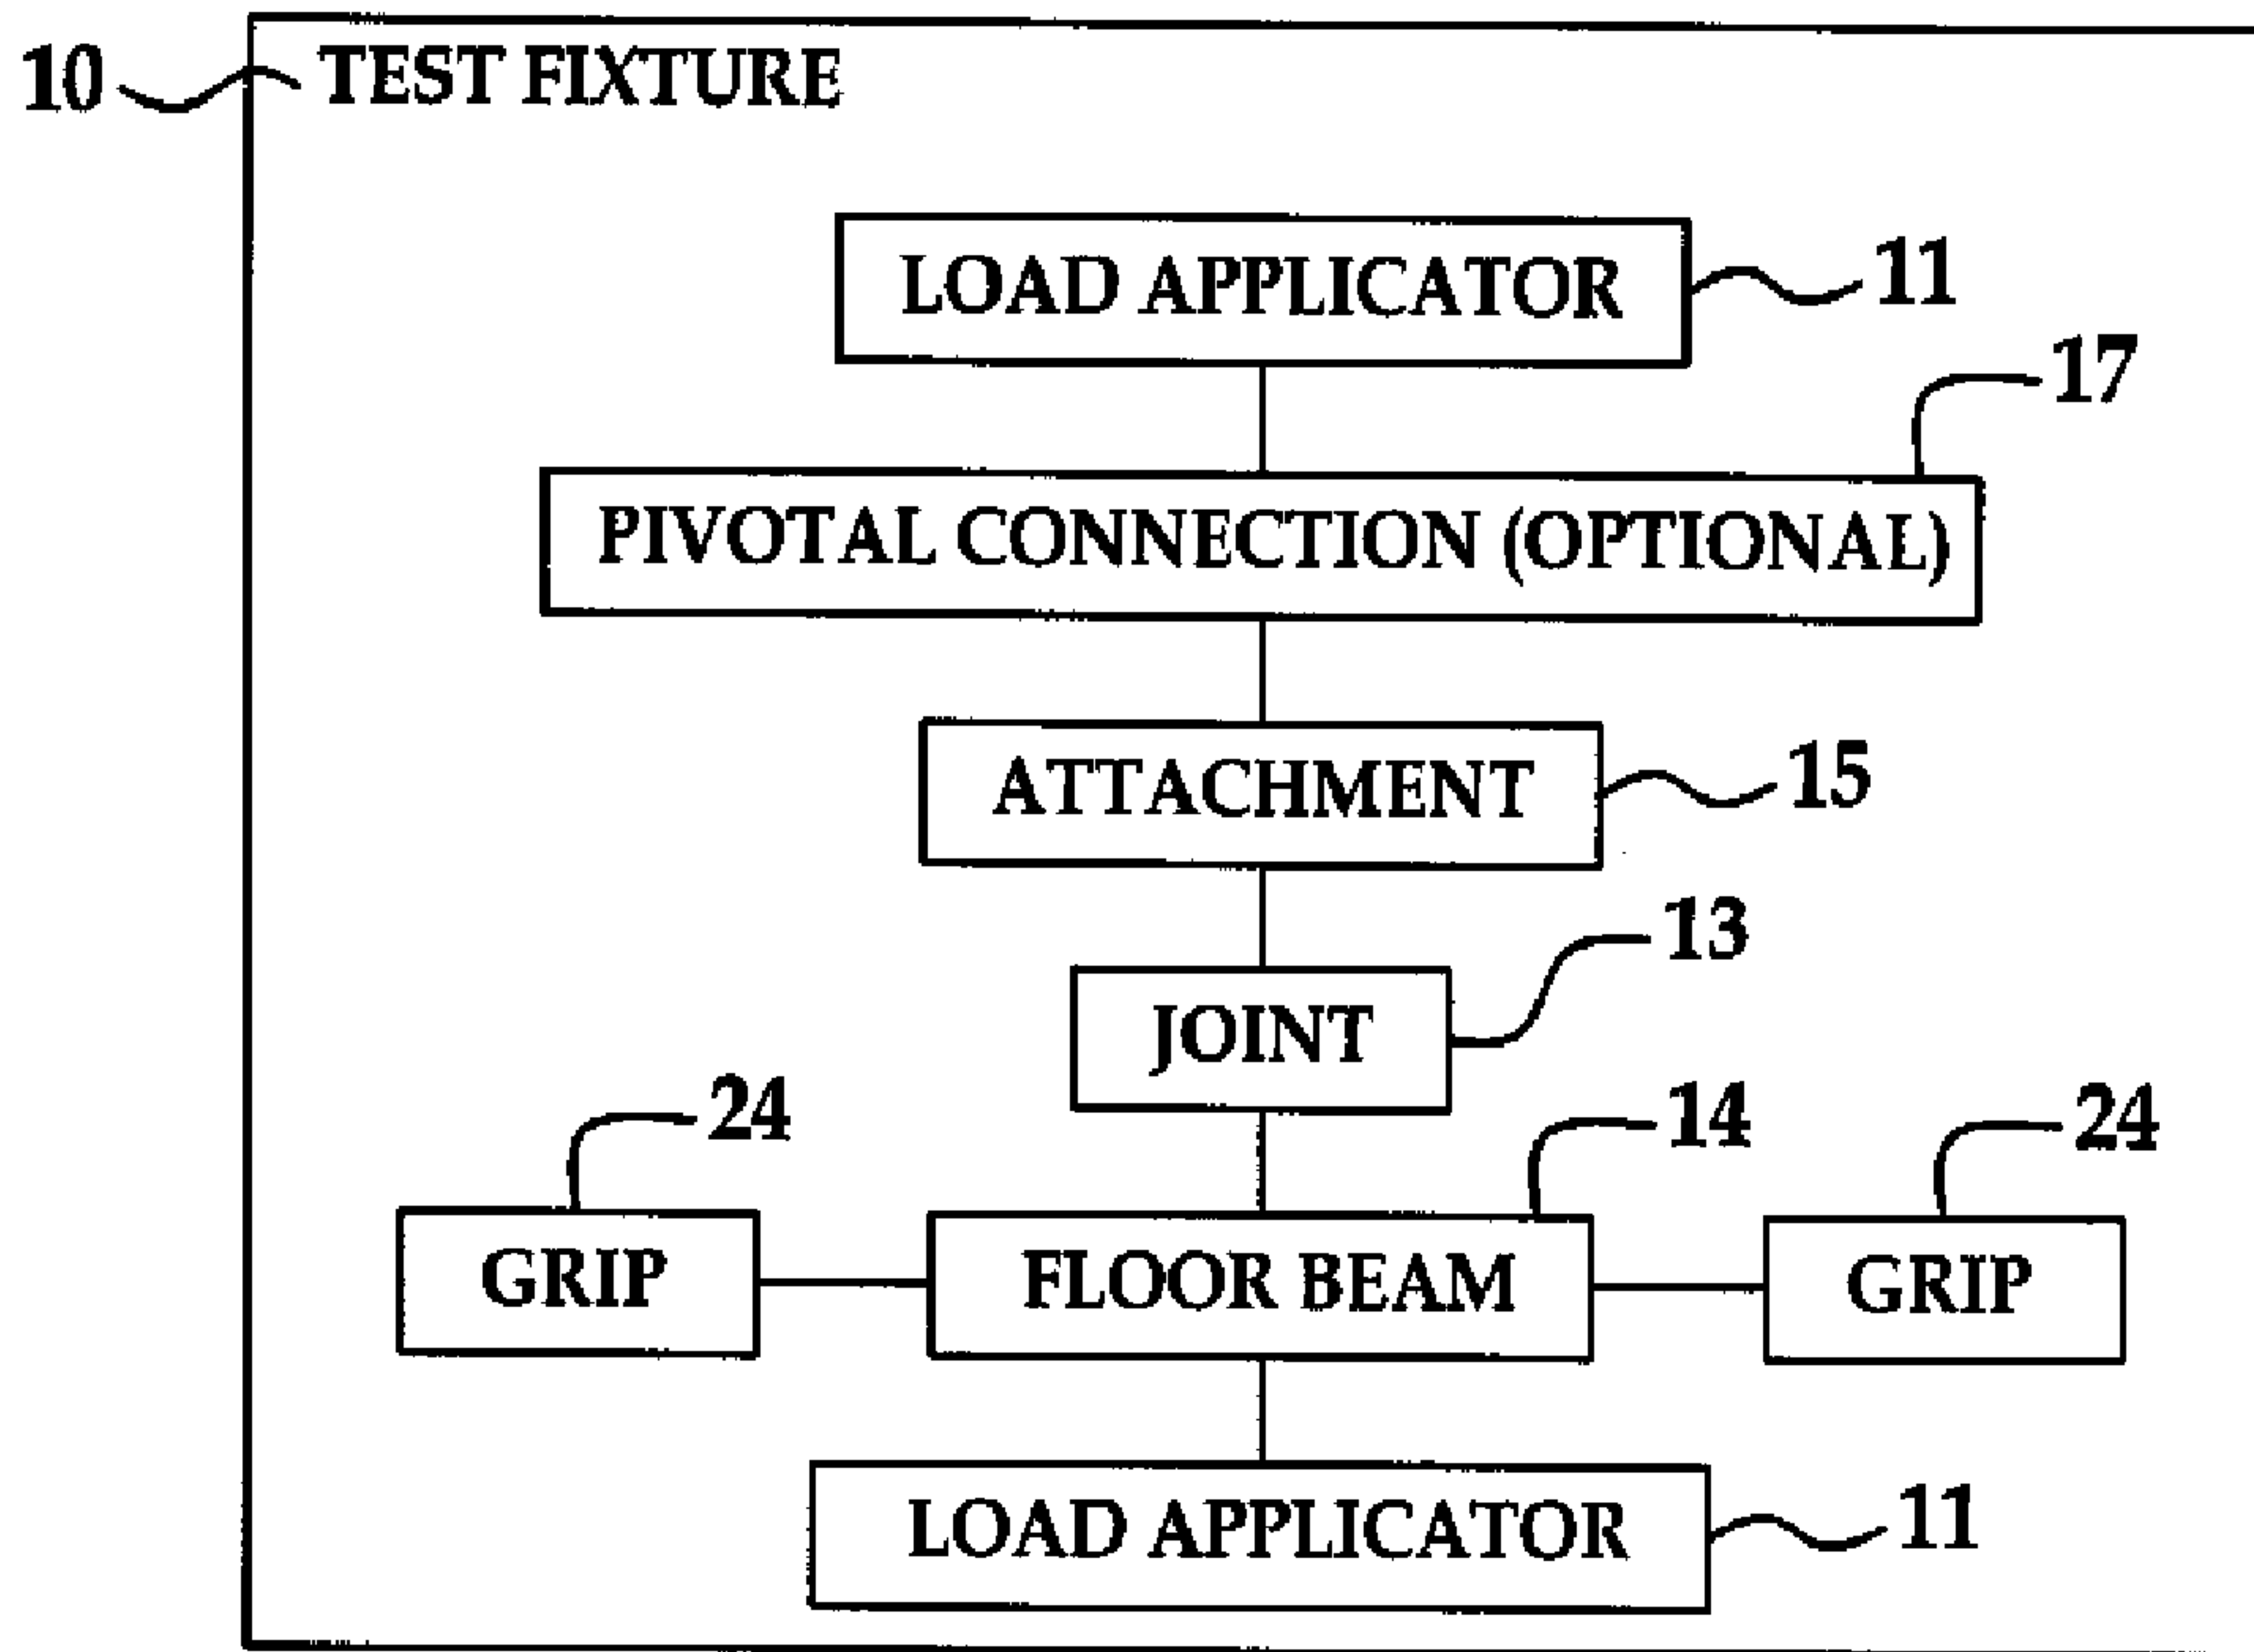 10 TEST FIXTURE
LOAD APPLICATOR 11
17
PIVOTAL CONNECTION (OPTIONAL)
ATTACHMENT 15
13
JOINT
24 14 24
GRIP FLOOR BEAM GRIP
LOAD APPLICATOR 11